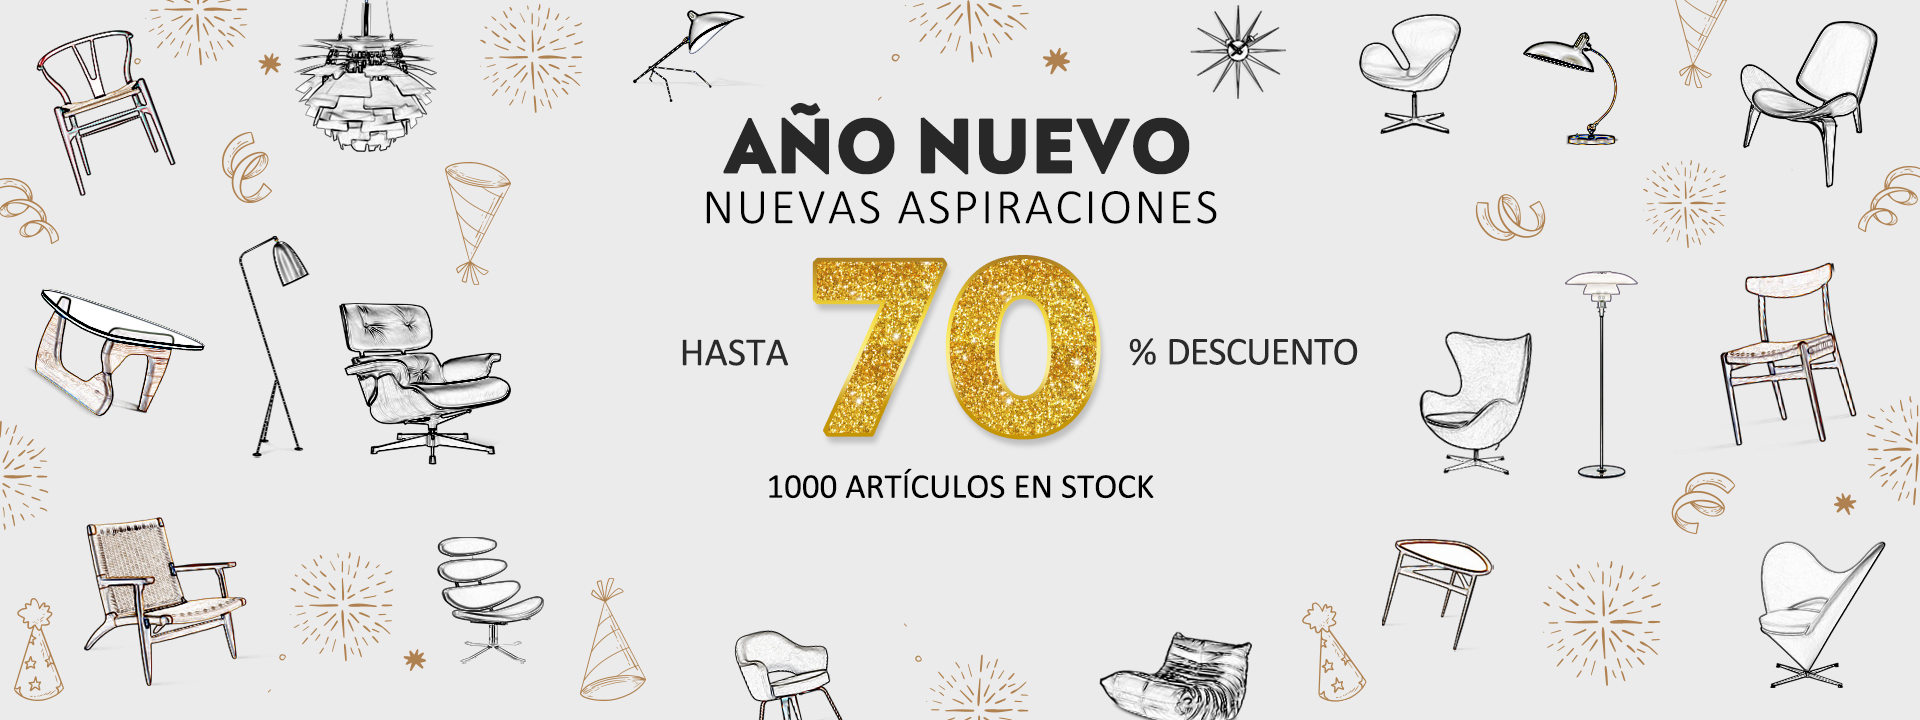 AÑO NUEVO
NUEVAS ASPIRACIONES
HASTA 70 % DESCUENTO
1000 ARTÍCULOS EN STOCK